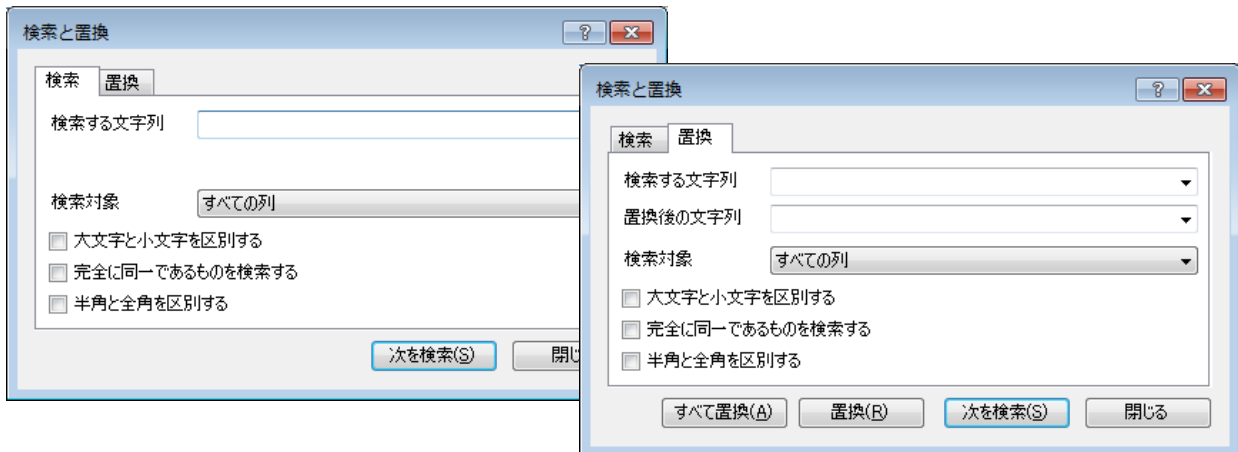 検索と置換
検索 置換
検索する文字列
検索対象 すべての列
大文字と小文字を区別する
完全に同一であるものを検索する
半角と全角を区別する
次を検索(S) 閉じ
検索と置換
検索 置換
検索する文字列
置換後の文字列
検索対象 すべての列
大文字と小文字を区別する
完全に同一であるものを検索する
半角と全角を区別する
すべて置換(A) 置換(R) 次を検索(S) 閉じる